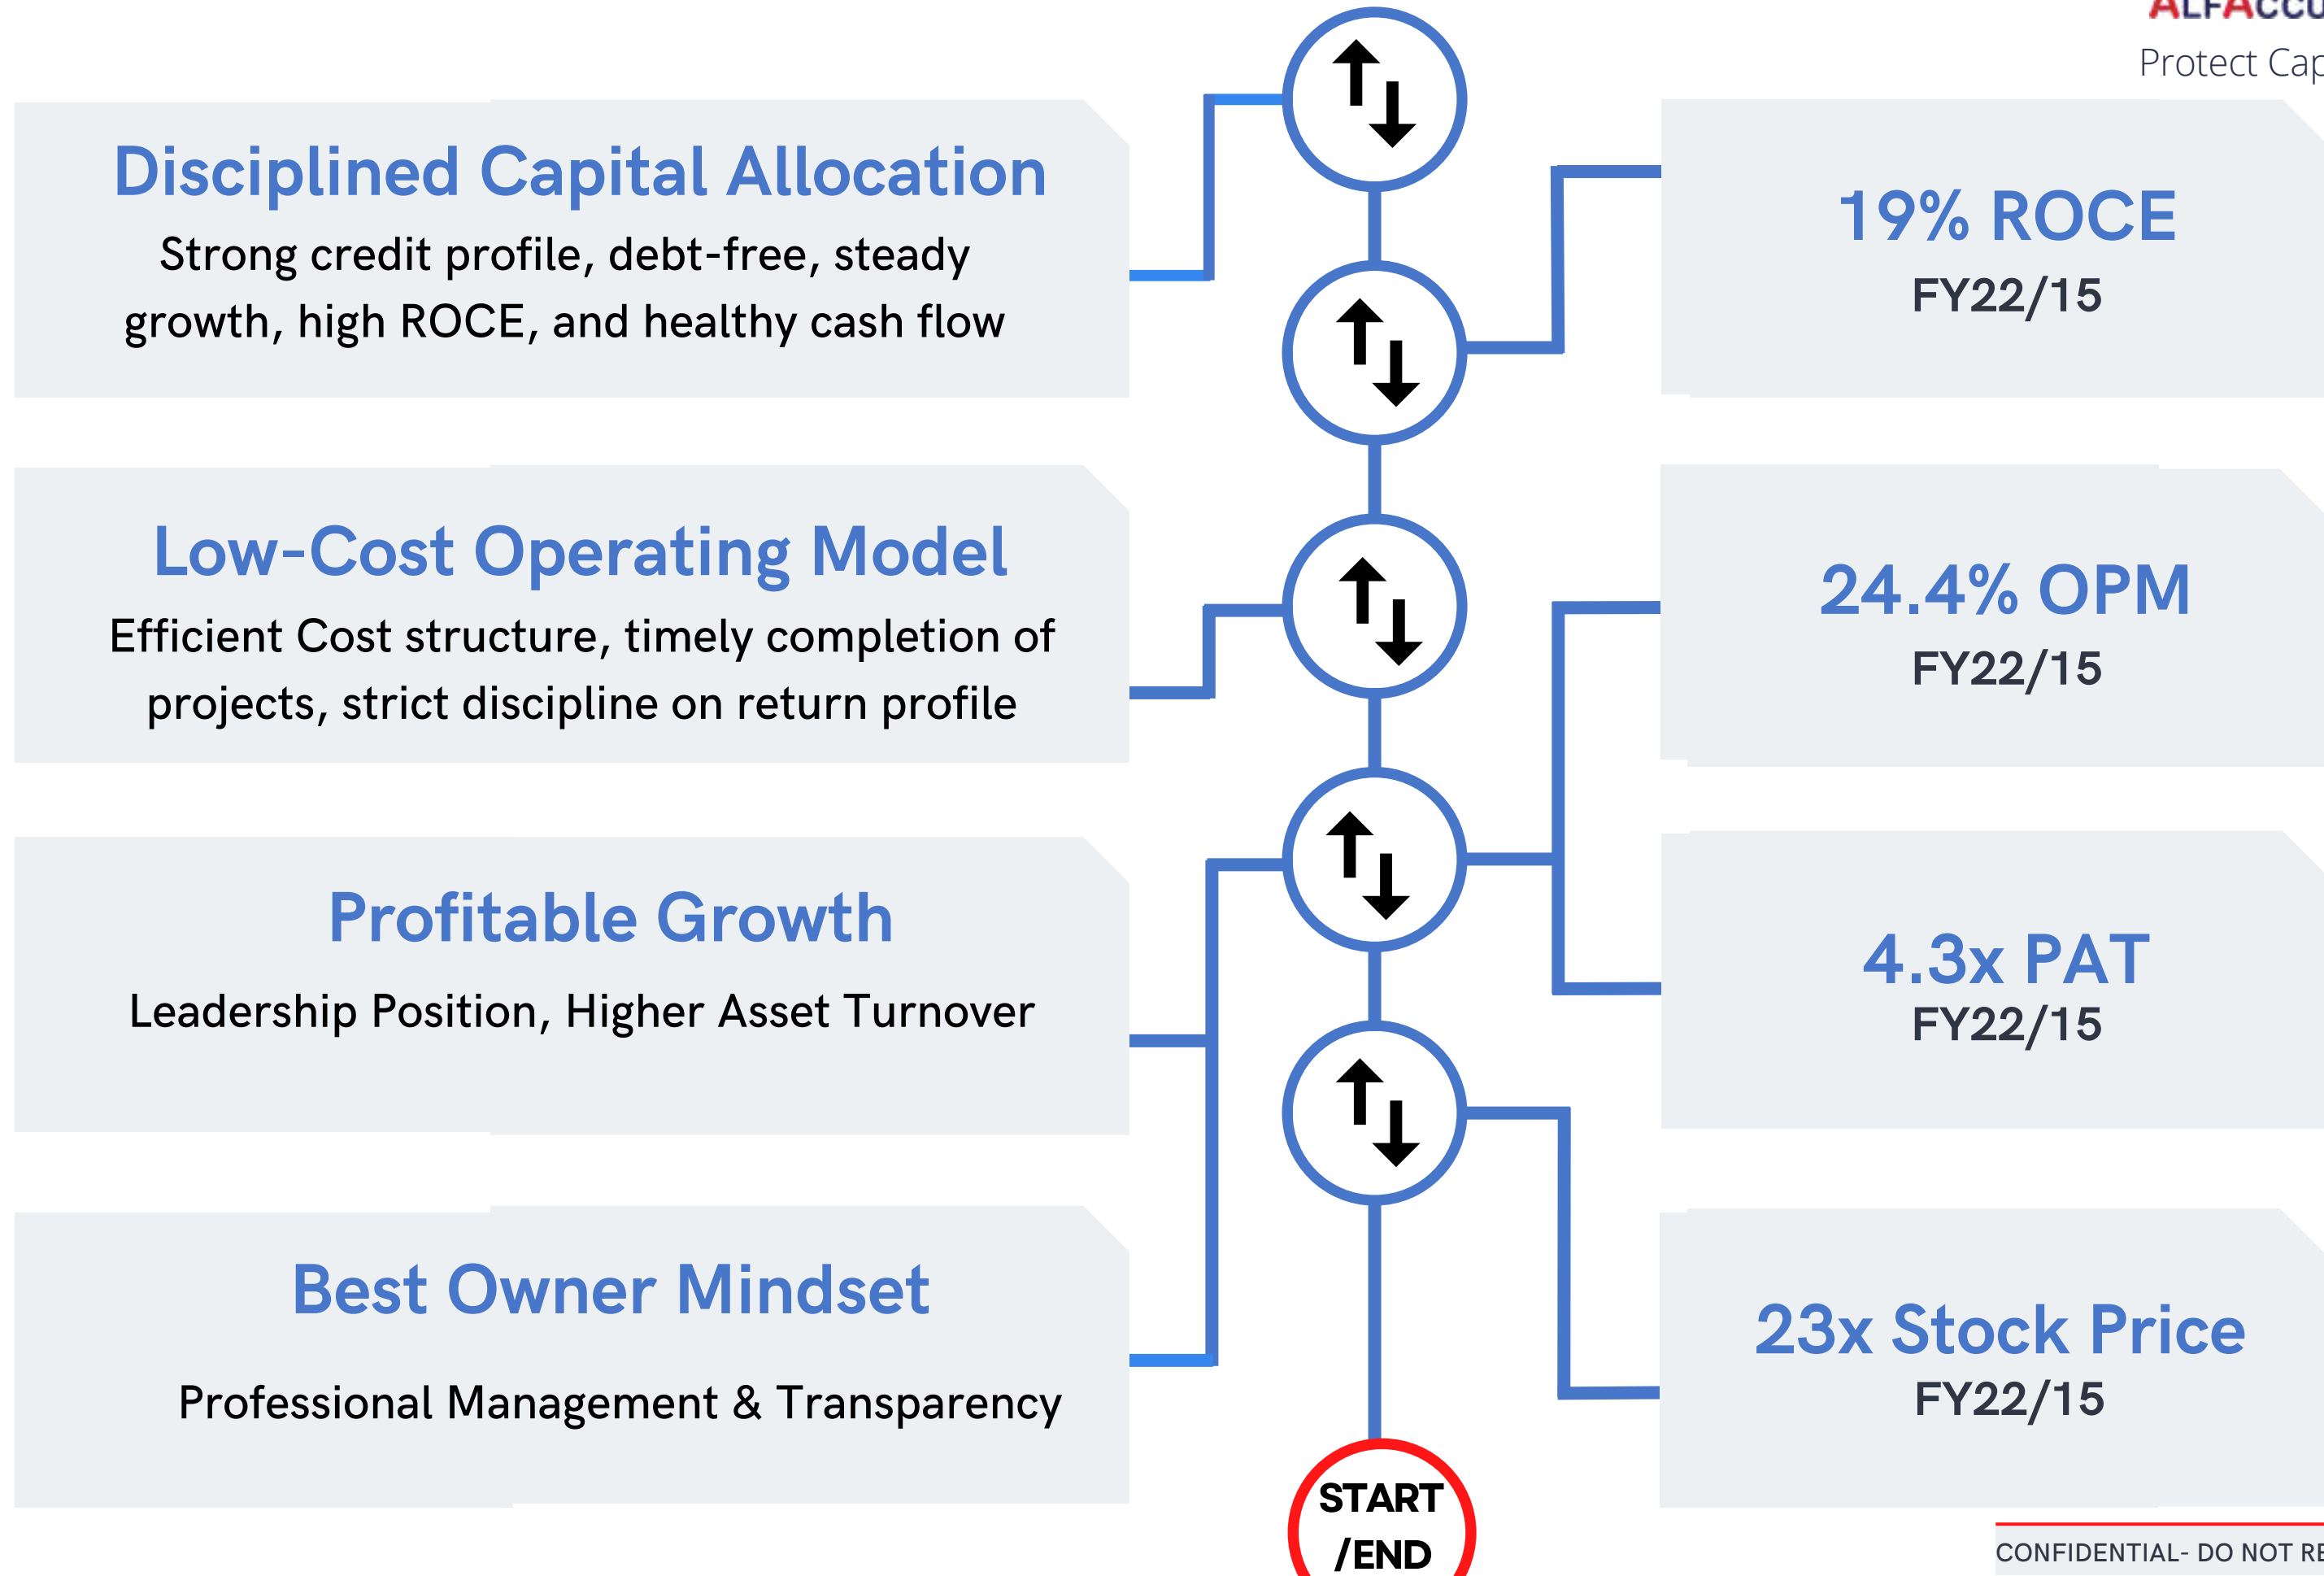 Protect
Disciplined Capital Allocation
Strong credit profile, debt-free, steady
growth, high ROCE, and healthy cash flow
19% ROCE
FY22/15
Low-Cost Operating Model
Efficient Cost structure, timely completion of
projects, strict discipline on return profile
24.4% OPM
FY22/15
Profitable Growth
Leadership Position, Higher Asset Turnover
4.3x PAT
FY22/15
Best Owner Mindset
Professional Management & Transparency
23x Stock Price
FY22/15
START
/END
CONFIDENTIAL- DO NOT